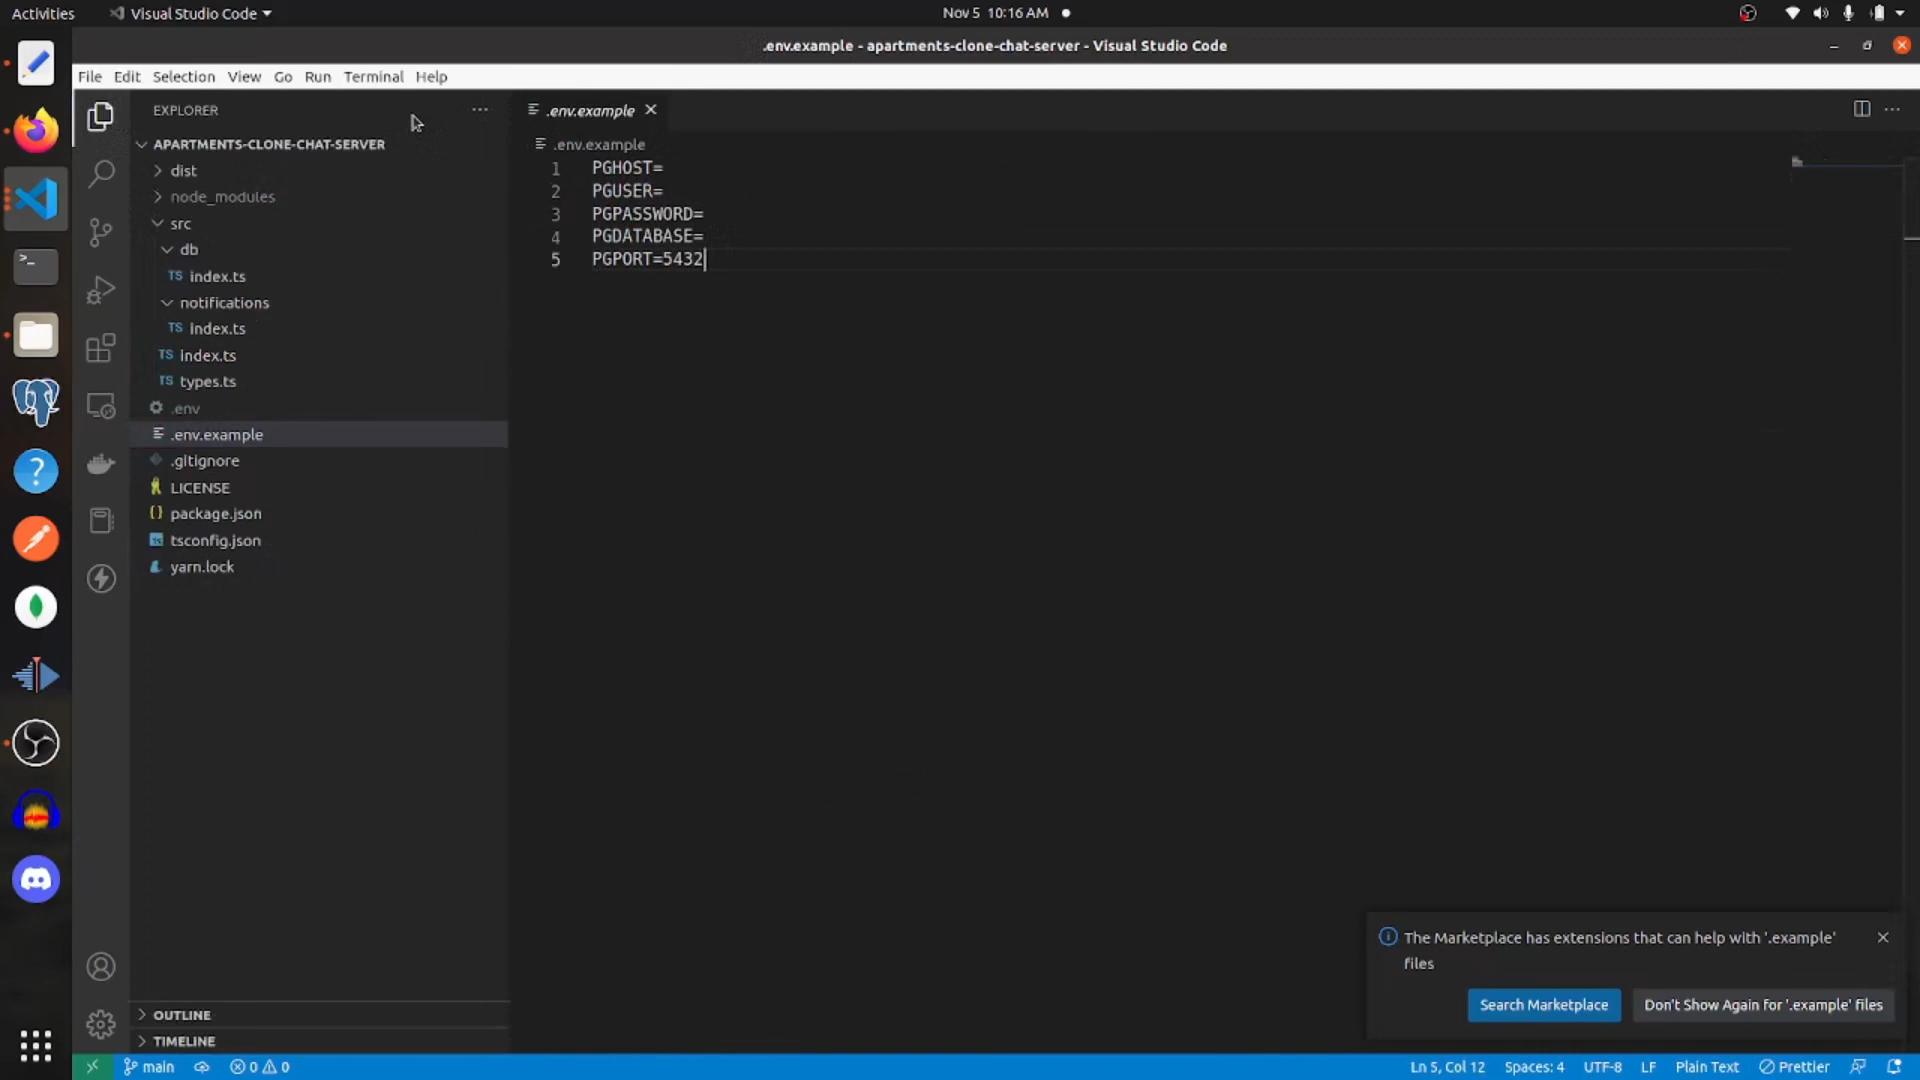 Activities
Visual Studio Code
Nov 5 10:16 AM
.env.example - apartments-clone-chat-server - Visual Studio Code
File Edit Selection View Go Run Terminal Help
EXPLORER
APARTMENTS-CLONE-CHAT-SERVER
dist
node_modules
src
db
TS index.ts
notifications
TS index.ts
TS index.ts
TS types.ts
.env
.env.example
.gitignore
LICENSE
{} package.json
TS tsconfig.json
yarn.lock
OUTLINE
TIMELINE
.env.example
.env.example
1 PGHOST=
2 PGUSER=
3 PGPASSWORD=
4 PGDATABASE=
5 PGPORT=5432
The Marketplace has extensions that can help with '.example'
files
Search Marketplace
Don't Show Again for '.example' files
main
0 0
Ln 5, Col 12
Spaces: 4
UTF-8
LF
Plain Text
Prettier